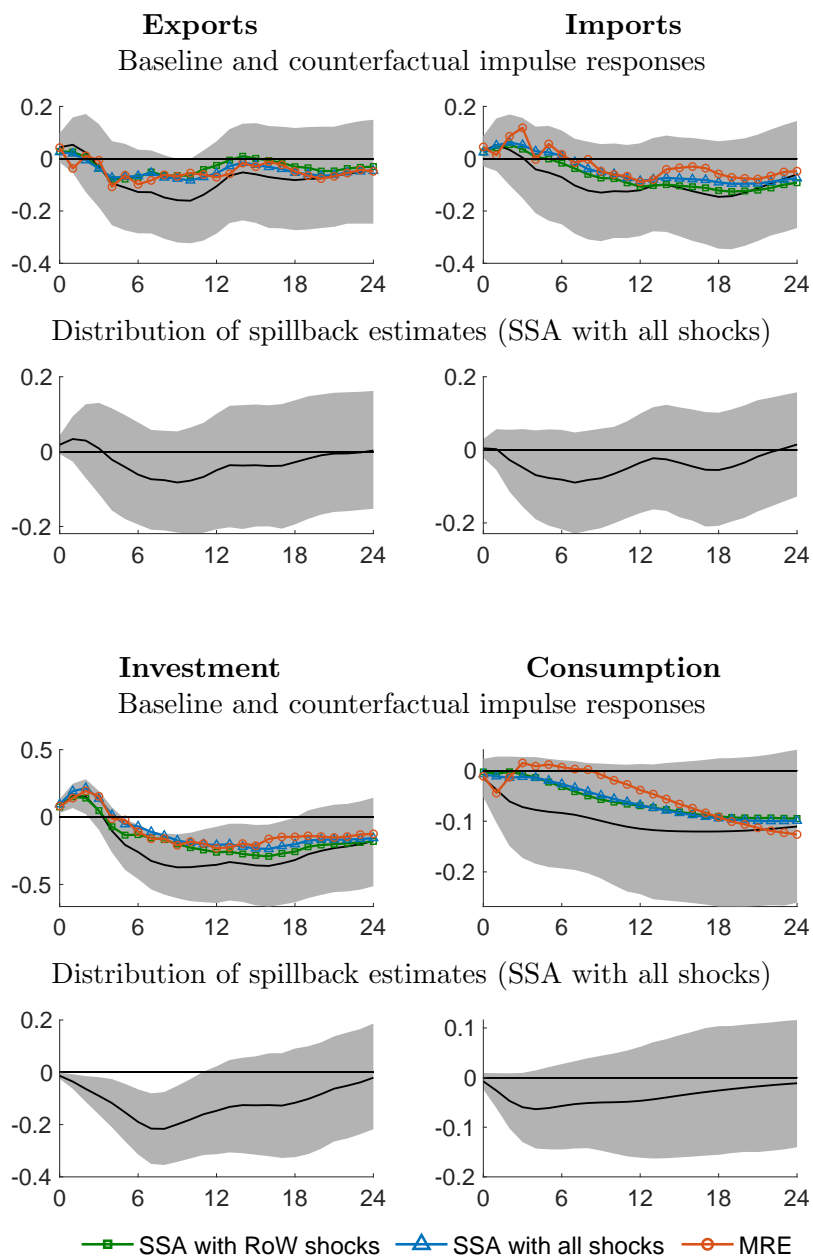 Exports Imports
Baseline and counterfactual impulse responses
0.2 0.2
0 0
-0.2 -0.2
-0.4 -0.4
0 6 12 18 24 0 6 12 18 24
Distribution of spillback estimates (SSA with all shocks)
0.2 0.2
0 0
-0.2 -0.2
0 6 12 18 24 0 6 12 18 24
Investment Consumption
Baseline and counterfactual impulse responses
0.5 0
0 -0.1
-0.5 -0.2
0 6 12 18 24 0 6 12 18 24
Distribution of spillback estimates (SSA with all shocks)
0.2 0.1
0 0
-0.2 -0.1
-0.4 -0.2
0 6 12 18 24 0 6 12 18 24
SSA with RoW shocks SSA with all shocks MRE